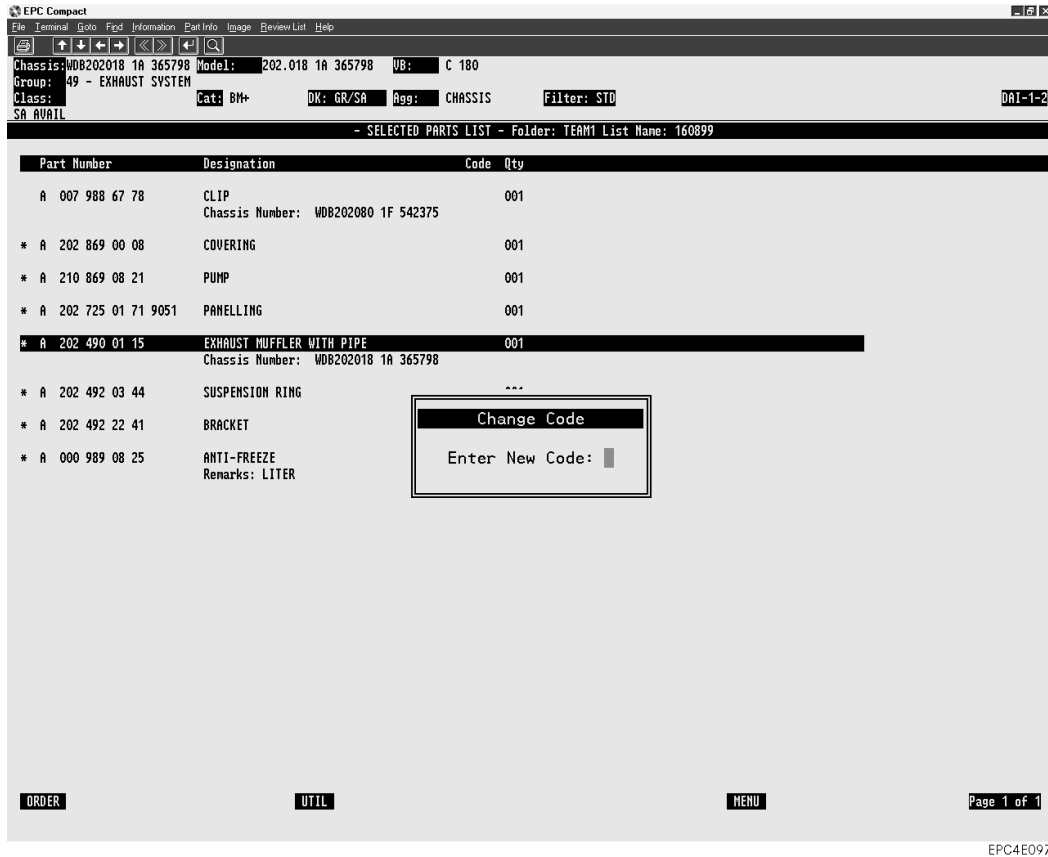 EPC Compact
File Terminal Goto Find Information Part Info Image Review List Help
Chassis: WDB202018 1A 365798 Model: 202.018 1A 365798 VB: C 180
Group: 49 - EXHAUST SYSTEM
Class: Cat: BM+ DK: GR/SA Agg: CHASSIS Filter: STD DAI-1-2
SA AVAIL
- SELECTED PARTS LIST - Folder: TEAM1 List Name: 160899
Part Number Designation Code Qty
A 007 988 67 78 CLIP 001
Chassis Number: WDB202080 1F 542375
* A 202 869 00 08 COVERING 001
* A 210 869 08 21 PUMP 001
* A 202 725 01 71 9051 PANELLING 001
* A 202 490 01 15 EXHAUST MUFFLER WITH PIPE 001
Chassis Number: WDB202018 1A 365798
* A 202 492 03 44 SUSPENSION RING
* A 202 492 22 41 BRACKET
* A 000 989 08 25 ANTI-FREEZE
Remarks: LITER
Change Code
Enter New Code:
ORDER UTIL MENU Page 1 of 1
EPC4E097